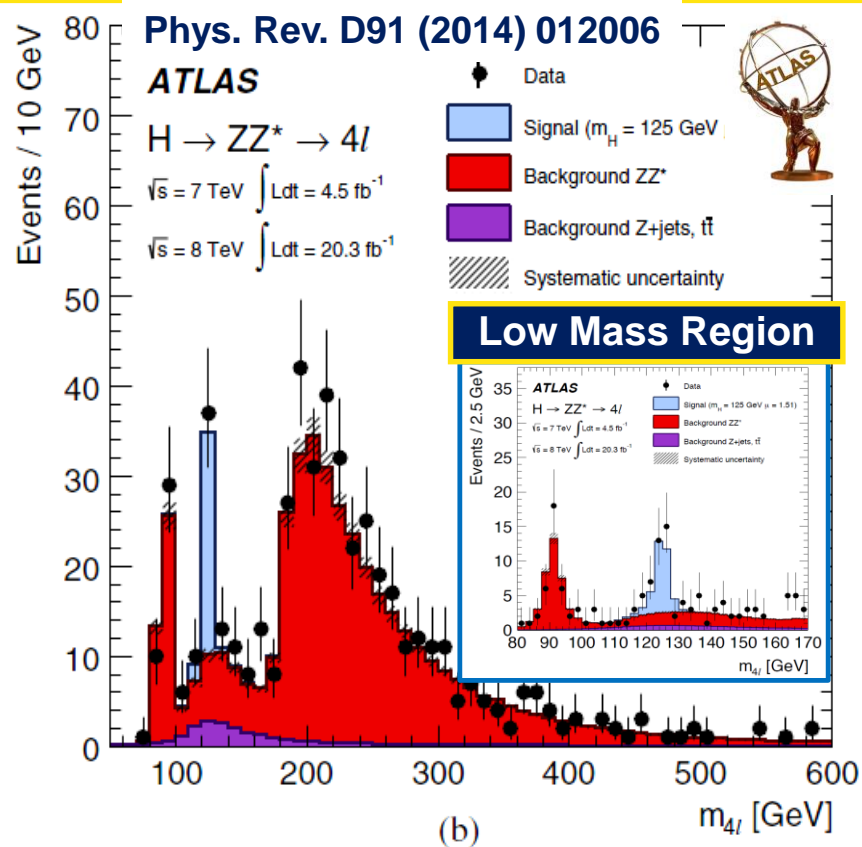 Phys. Rev. D91 (2014) 012006
ATLAS
H → ZZ* → 4l
√s = 7 TeV ∫Ldt = 4.5 fb⁻¹
√s = 8 TeV ∫Ldt = 20.3 fb⁻¹
Data
Signal (m_H = 125 GeV
Background ZZ*
Background Z+jets, tt̄
Systematic uncertainty
ATLAS
Events / 10 GeV
80
70
60
50
40
30
20
10
0
100 200 300 400 500 600
m_4l [GeV]
(b)
Low Mass Region
Events / 2.5 GeV
35
30
25
20
15
10
5
0
ATLAS
H → ZZ* → 4l
√s = 7 TeV ∫Ldt = 4.5 fb⁻¹
√s = 8 TeV ∫Ldt = 20.3 fb⁻¹
Data
Signal (m_H = 125 GeV μ = 1.51)
Background ZZ*
Background Z+jets, tt̄
Systematic uncertainty
80 90 100 110 120 130 140 150 160 170
m_4l [GeV]